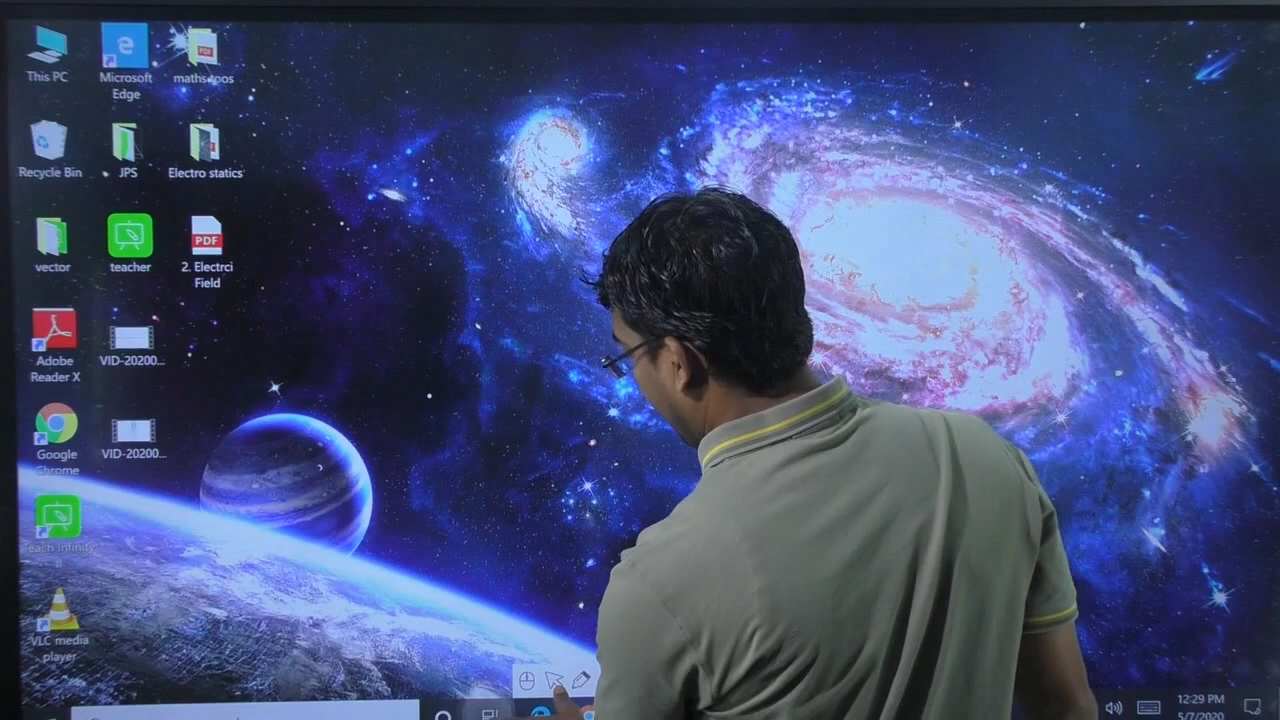 This PC
Microsoft
Edge
PDF
Recycle Bin
JPS
Electro statics
vector
teacher
PDF
2. Electrci
Field
Adobe
Reader X
VID-20200...
Google
Chrome
VID-20200...
Teach Infinity
VLC media
player
12:29 PM
5/7/2020